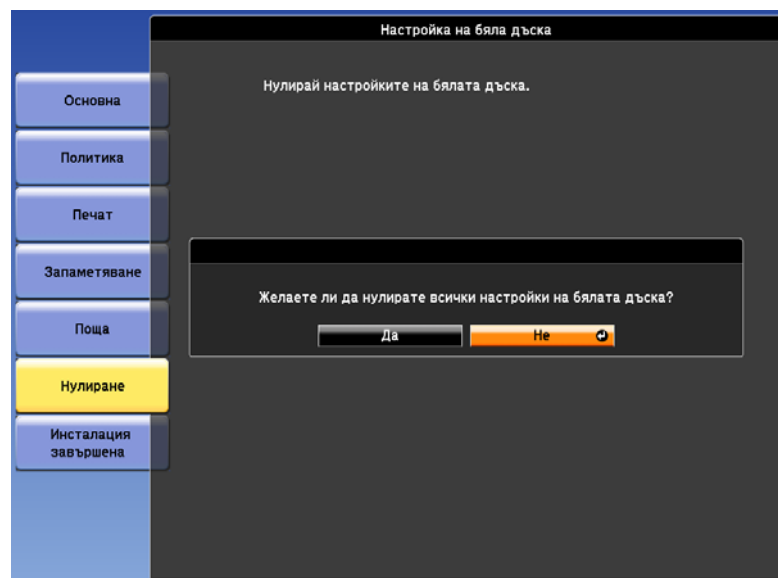 Настройка на бяла дъска
Нулирай настройките на бялата дъска.
Основна
Политика
Печат
Запаметяване
Поща
Нулиране
Инсталация
завършена
Желаете ли да нулирате всички настройки на бялата дъска?
Да
Не